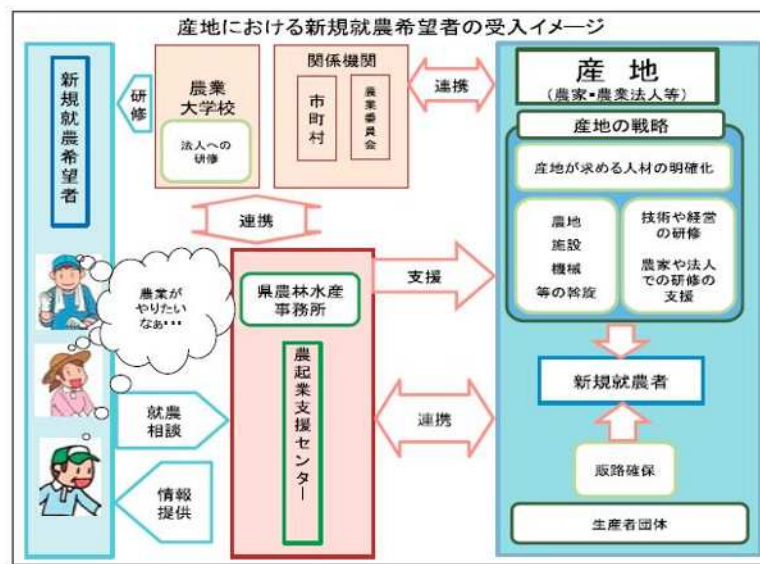 産地における新規就農希望者の受入イメージ
新規就農希望者
研修
農業
大学校
法人への
研修
関係機関
市町村
農業委員会
連携
産 地
（農家・農業法人等）
産地の戦略
産地が求める人材の明確化
農地
施設
機械
等の斡旋
技術や経営
の研修
農家や法人
での研修の
支援
連携
農業が
やりたい
なぁ…
県農林水産
事務所
支援
農起業支援センター
新規就農者
就農
相談
連携
情報
提供
販路確保
生産者団体